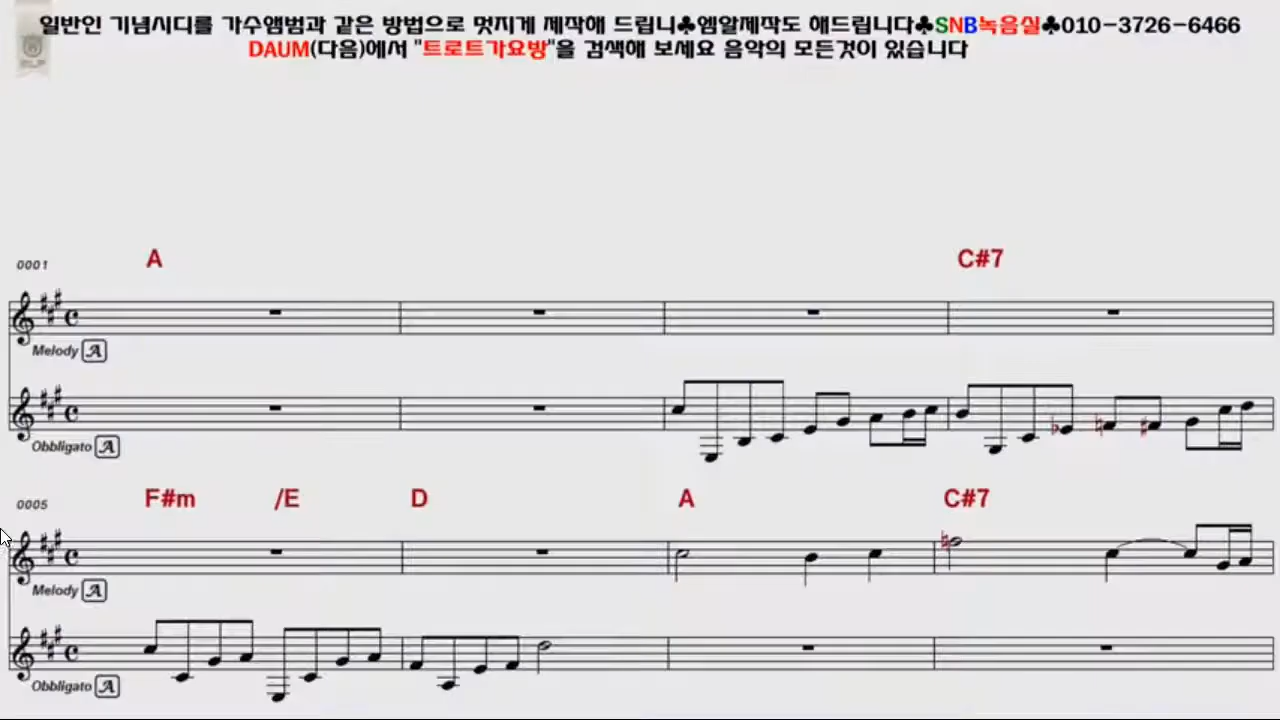 일반인 기념시디를 가수앰범과 같은 방법으로 멋지게 제작해 드립니♣엠알제작도 해드립니다♣SNB녹음실♣010-3726-6466
DAUM(다음)에서 "트로트가요방"을 검색해 보세요 음악의 모든것이 있습니다
0001 A C#7
Melody A
Obbligato A
0005 F#m /E D A C#7
Melody A
Obbligato A